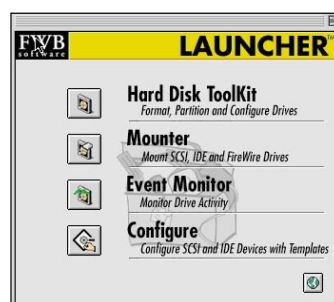 FWB
software
LAUNCHER™
Hard Disk ToolKit
Format, Partition and Configure Drives
Mounter
Mount SCSI, IDE and FireWire Drives
Event Monitor
Monitor Drive Activity
Configure
Configure SCSI and IDE Devices with Templates